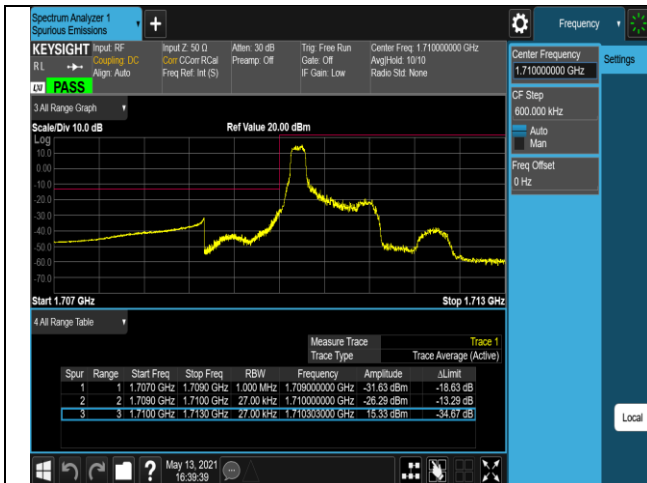 Spectrum Analyzer 1
Spurious Emissions
+
Frequency
KEYSIGHT
RL
Input: RF
Coupling: DC
Align: Auto
Input Z: 50 Ω
Corr CCorr RCal
Freq Ref: Int (S)
Atten: 30 dB
Preamp: Off
Trig: Free Run
Gate: Off
IF Gain: Low
Center Freq: 1.710000000 GHz
Avg|Hold: 10/10
Radio Std: None
LXI PASS
Center Frequency
1.710000000 GHz
Settings
CF Step
600.000 kHz
Auto
Man
Freq Offset
0 Hz
Local
3 All Range Graph
Scale/Div 10.0 dB Ref Value 20.00 dBm
Log
10.0
0.00
-10.0
-20.0
-30.0
-40.0
-50.0
-60.0
-70.0
Start 1.707 GHz Stop 1.713 GHz
4 All Range Table
Measure Trace Trace 1
Trace Type Trace Average (Active)
Spur Range Start Freq Stop Freq RBW Frequency Amplitude ΔLimit
1 1 1.7070 GHz 1.7090 GHz 1.000 MHz 1.709000000 GHz -31.63 dBm -18.63 dB
2 2 1.7090 GHz 1.7100 GHz 27.00 kHz 1.710000000 GHz -26.29 dBm -13.29 dB
3 3 1.7100 GHz 1.7130 GHz 27.00 kHz 1.710303000 GHz 15.33 dBm -34.67 dB
? May 13, 2021
16:39:39